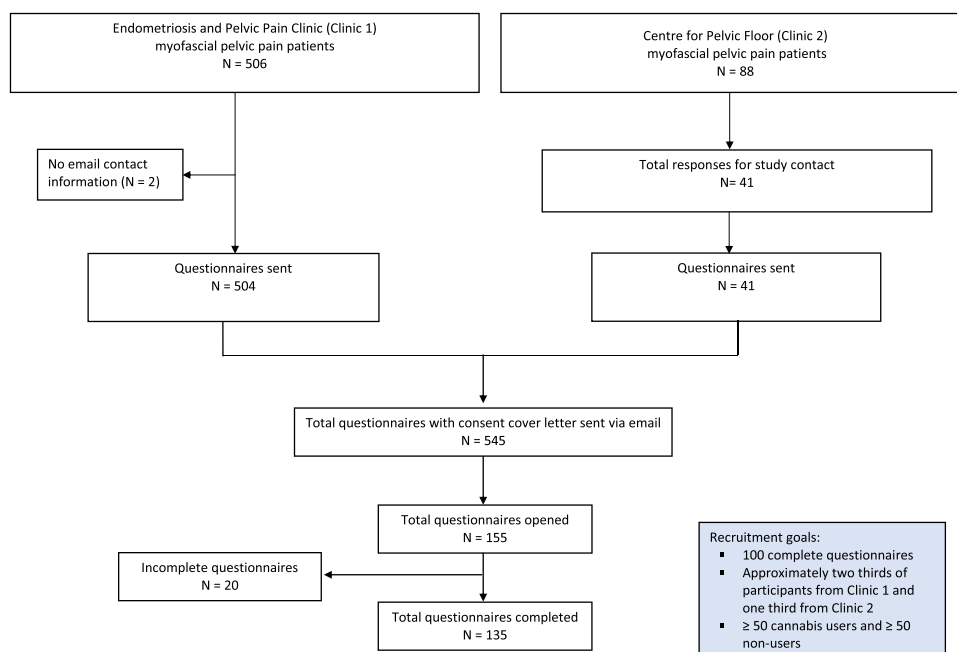 Endometriosis and Pelvic Pain Clinic (Clinic 1)
myofascial pelvic pain patients
N = 506
Centre for Pelvic Floor (Clinic 2)
myofascial pelvic pain patients
N = 88
No email contact
information (N = 2)
Total responses for study contact
N= 41
Questionnaires sent
N = 504
Questionnaires sent
N = 41
Total questionnaires with consent cover letter sent via email
N = 545
Total questionnaires opened
N = 155
Incomplete questionnaires
N = 20
Total questionnaires completed
N = 135
Recruitment goals:
▪ 100 complete questionnaires
▪ Approximately two thirds of
participants from Clinic 1 and
one third from Clinic 2
▪ ≥ 50 cannabis users and ≥ 50
non-users